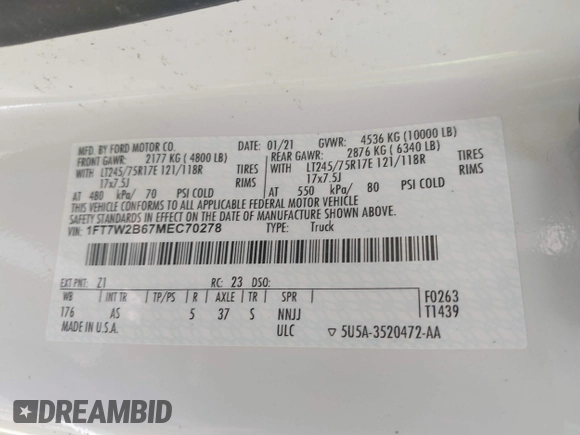 MFD. BY FORD MOTOR CO.
DATE: 01/21 GVWR: 4536 KG (10000 LB)
FRONT GAWR: 2177 KG ( 4800 LB)
REAR GAWR: 2876 KG ( 6340 LB)
WITH LT245/75R17E 121/118R TIRES
WITH LT245/75R17E 121/118R TIRES
17x7.5J RIMS
17x7.5J RIMS
AT 480 kPa/ 70 PSI COLD
AT 550 kPa/ 80 PSI COLD
THIS VEHICLE CONFORMS TO ALL APPLICABLE FEDERAL MOTOR VEHICLE
SAFETY STANDARDS IN EFFECT ON THE DATE OF MANUFACTURE SHOWN ABOVE.
VIN: 1FT7W2B67MEC70278 TYPE: Truck
EXT PNT: Z1 RC: 23 DSO:
WB INT TR TP/PS R AXLE TR SPR F0263
176 AS 5 37 S NNJJ T1439
MADE IN U.S.A. ULC ▽ 5U5A-3520472-AA
DREAMBID